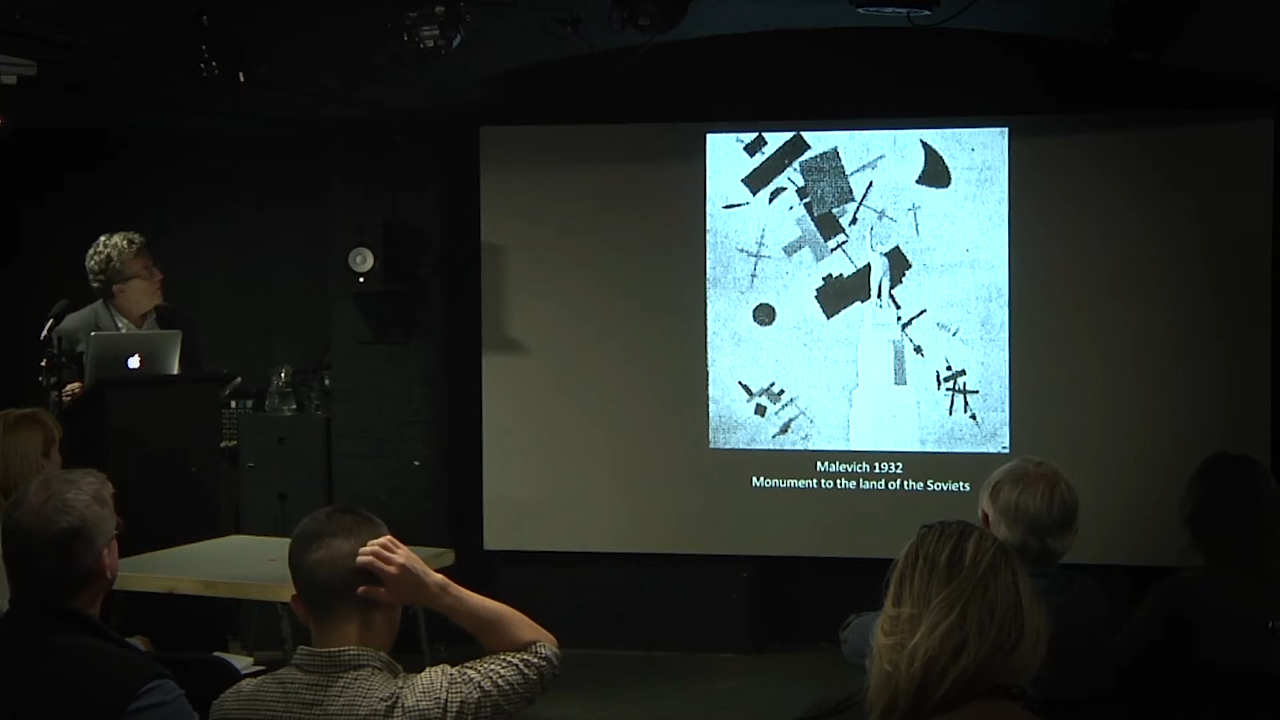 Malevich 1932
Monument to the land of the Soviets